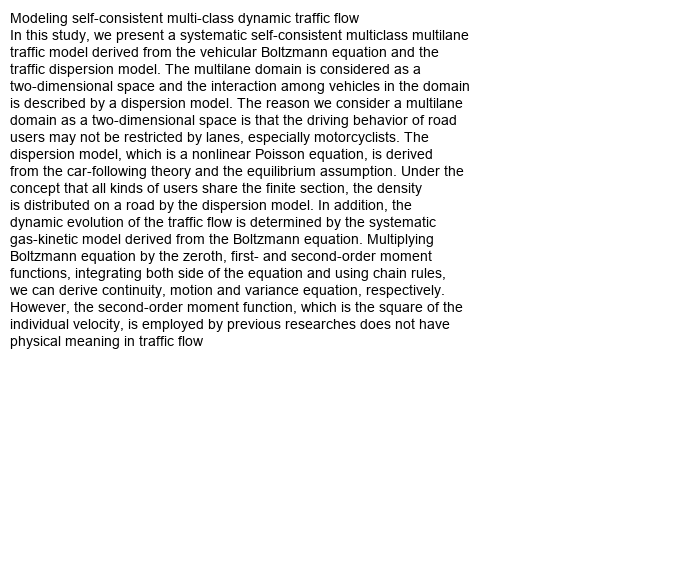 Modeling self-consistent multi-class dynamic traffic flow
In this study, we present a systematic self-consistent multiclass multilane
traffic model derived from the vehicular Boltzmann equation and the
traffic dispersion model. The multilane domain is considered as a
two-dimensional space and the interaction among vehicles in the domain
is described by a dispersion model. The reason we consider a multilane
domain as a two-dimensional space is that the driving behavior of road
users may not be restricted by lanes, especially motorcyclists. The
dispersion model, which is a nonlinear Poisson equation, is derived
from the car-following theory and the equilibrium assumption. Under the
concept that all kinds of users share the finite section, the density
is distributed on a road by the dispersion model. In addition, the
dynamic evolution of the traffic flow is determined by the systematic
gas-kinetic model derived from the Boltzmann equation. Multiplying
Boltzmann equation by the zeroth, first- and second-order moment
functions, integrating both side of the equation and using chain rules,
we can derive continuity, motion and variance equation, respectively.
However, the second-order moment function, which is the square of the
individual velocity, is employed by previous researches does not have
physical meaning in traffic flow